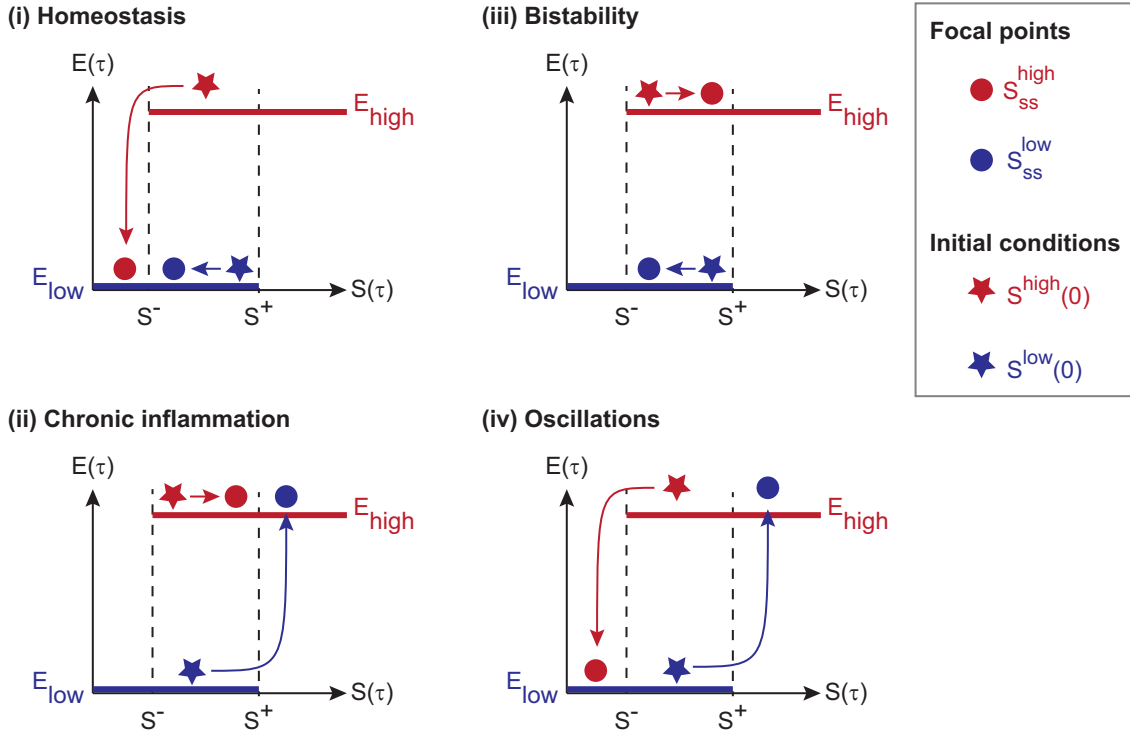 (i) Homeostasis
E(τ)
E_high
E_low
S(τ)
S⁻
S⁺
(iii) Bistability
E(τ)
E_high
E_low
S(τ)
S⁻
S⁺
Focal points
S_ss^high
S_ss^low
Initial conditions
S^high(0)
S^low(0)
(ii) Chronic inflammation
E(τ)
E_high
E_low
S(τ)
S⁻
S⁺
(iv) Oscillations
E(τ)
E_high
E_low
S(τ)
S⁻
S⁺